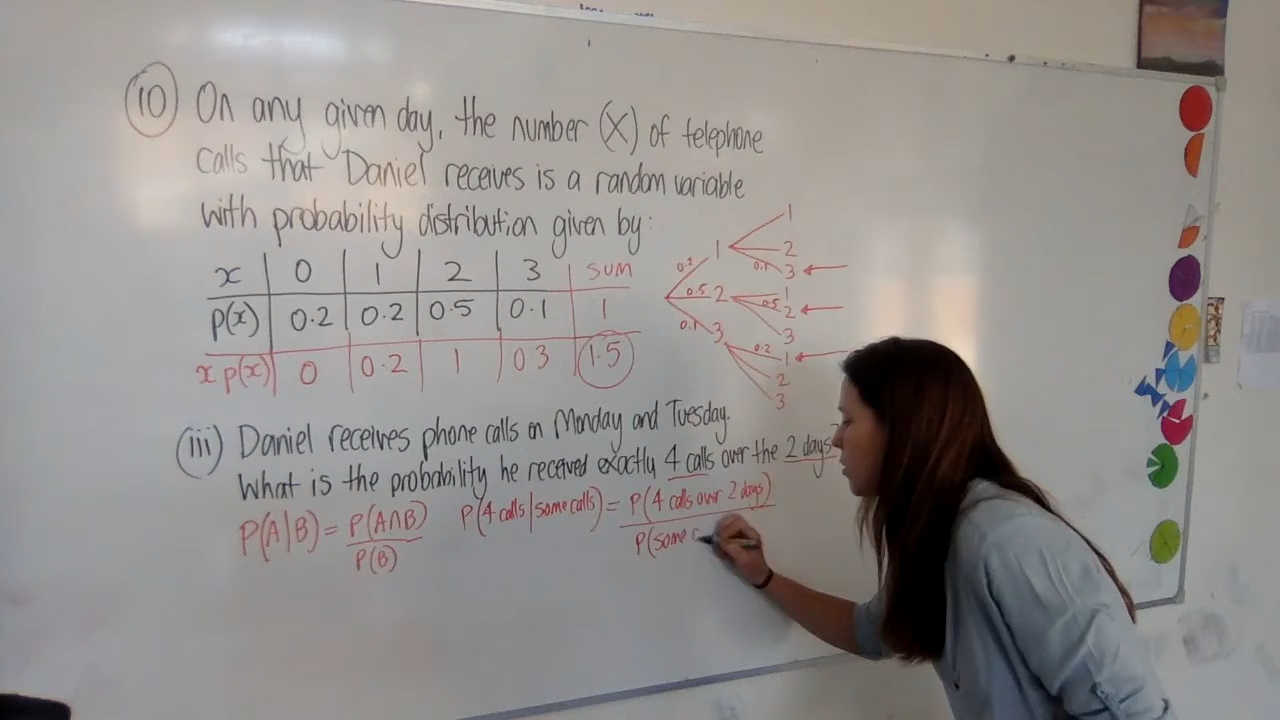 10 On any given day, the number (X) of telephone
calls that Daniel receives is a random variable
with probability distribution given by:
x 0 1 2 3 SUM
P(x) 0.2 0.2 0.5 0.1 1
x p(x) 0 0.2 1 0.3 1.5
0.2 1 1
2
0.1 3
0.5 2 1
0.5 2
3
0.1 3 0.2 1
2
3
(iii) Daniel receives phone calls on Monday and Tuesday.
What is the probability he received exactly 4 calls over the 2 days?
P(A|B) = P(A∩B)
P(B)
P(4 calls | some calls) = P(4 calls over 2 days)
P(some c